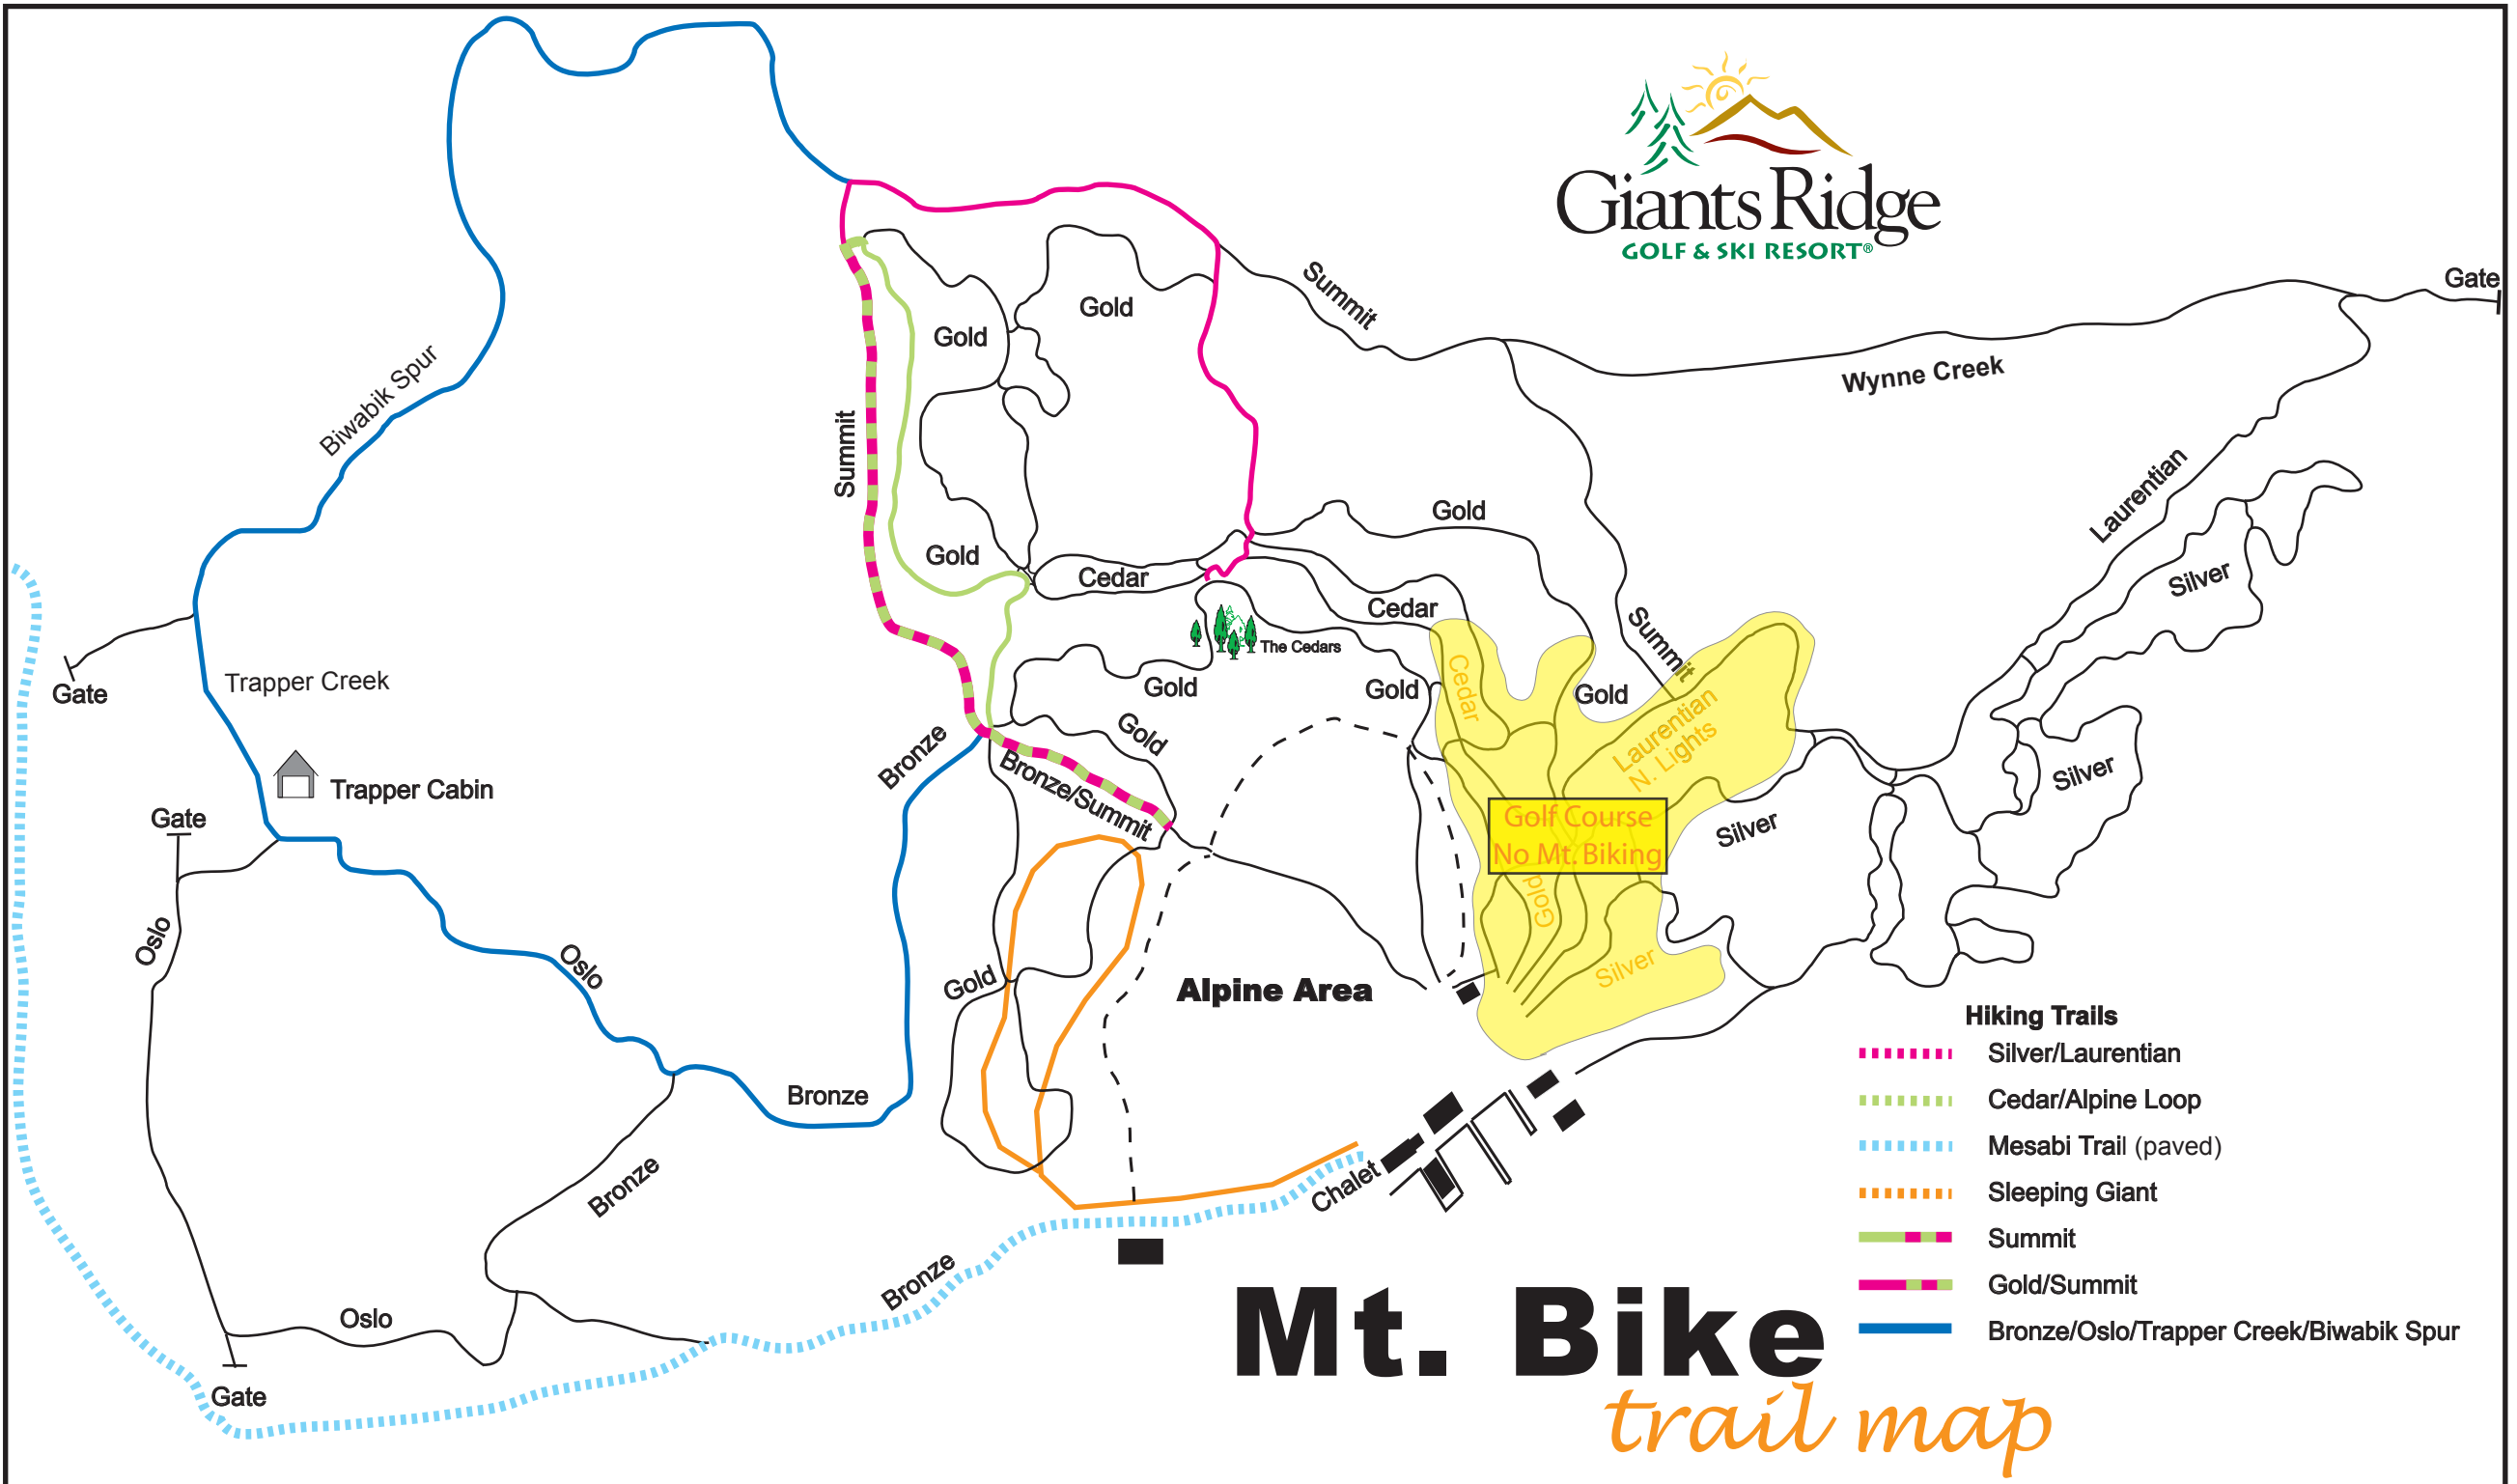 Giants Ridge
GOLF & SKI RESORT®
Gate
Summit
Gold
Gold
Wynne Creek
Biwabik Spur
Summit
Laurentian
Gold
Gold
Cedar
Silver
Cedar
Summit
The Cedars
Trapper Creek
Gate
Gold
Gold
Cedar
Gold
Laurentian
N. Lights
Gold
Bronze
Bronze/Summit
Silver
Trapper Cabin
Gate
Golf Course
No Mt. Biking
Silver
Gold
Oslo
Oslo
Silver
Gold
Alpine Area
Bronze
Bronze
Chalet
Bronze
Oslo
Gate
Hiking Trails
Silver/Laurentian
Cedar/Alpine Loop
Mesabi Trail (paved)
Sleeping Giant
Summit
Gold/Summit
Bronze/Oslo/Trapper Creek/Biwabik Spur
Mt. Bike
trail map